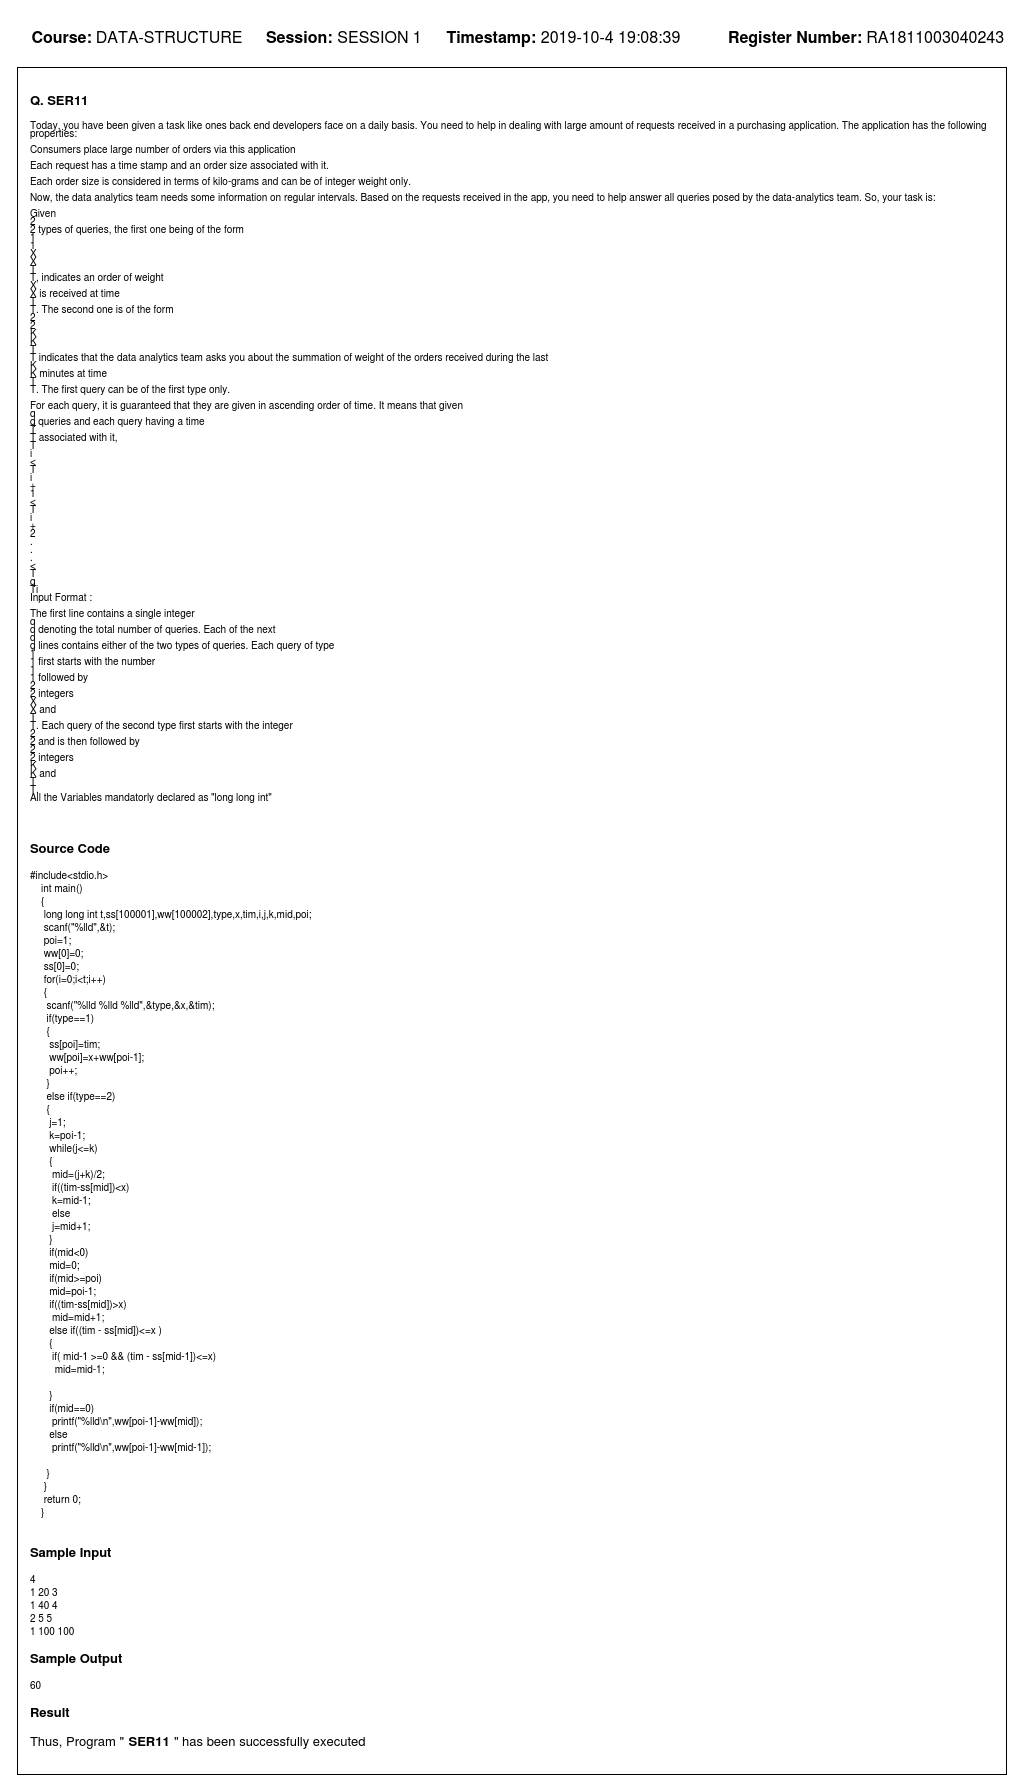 Course: DATA-STRUCTURE Session: SESSION 1 Timestamp: 2019-10-4 19:08:39 Register Number: RA1811003040243
Q. SER11
Today, you have been given a task like ones back end developers face on a daily basis. You need to help in dealing with large amount of requests received in a purchasing application. The application has the following
properties:
Consumers place large number of orders via this application
Each request has a time stamp and an order size associated with it.
Each order size is considered in terms of kilo-grams and can be of integer weight only.
Now, the data analytics team needs some information on regular intervals. Based on the requests received in the app, you need to help answer all queries posed by the data-analytics team. So, your task is:
Given
2
2 types of queries, the first one being of the form
1
1
X
X
T
T, indicates an order of weight
X
X is received at time
T
T. The second one is of the form
2
2
K
K
T
T indicates that the data analytics team asks you about the summation of weight of the orders received during the last
K
K minutes at time
T
T. The first query can be of the first type only.
For each query, it is guaranteed that they are given in ascending order of time. It means that given
q
q queries and each query having a time
T
T associated with it,
T
i
<
T
i
+
1
<
T
i
+
2
.
.
.
<
T
q
Ti
Input Format :
The first line contains a single integer
q
q denoting the total number of queries. Each of the next
q
q lines contains either of the two types of queries. Each query of type
1
1 first starts with the number
1
1 followed by
2
2 integers
X
X and
T
T. Each query of the second type first starts with the integer
2
2 and is then followed by
2
2 integers
K
K and
T
T.
All the Variables mandatorly declared as "long long int"
Source Code
#include<stdio.h>
int main()
{
long long int t,ss[100001],ww[100002],type,x,tim,i,j,k,mid,poi;
scanf("%lld",&t);
poi=1;
ww[0]=0;
ss[0]=0;
for(i=0;i<t;i++)
{
scanf("%lld %lld %lld",&type,&x,&tim);
if(type==1)
{
ss[poi]=tim;
ww[poi]=x+ww[poi-1];
poi++;
}
else if(type==2)
{
j=1;
k=poi-1;
while(j<=k)
{
mid=(j+k)/2;
if((tim-ss[mid])<x)
k=mid-1;
else
j=mid+1;
}
if(mid<0)
mid=0;
if(mid>=poi)
mid=poi-1;
if((tim-ss[mid])>x)
mid=mid+1;
else if((tim - ss[mid])<=x )
{
if( mid-1 >=0 && (tim - ss[mid-1])<=x)
mid=mid-1;
}
if(mid==0)
printf("%lld\n",ww[poi-1]-ww[mid]);
else
printf("%lld\n",ww[poi-1]-ww[mid-1]);
}
}
return 0;
}
Sample Input
4
1 20 3
1 40 4
2 5 5
1 100 100
Sample Output
60
Result
Thus, Program " SER11 " has been successfully executed